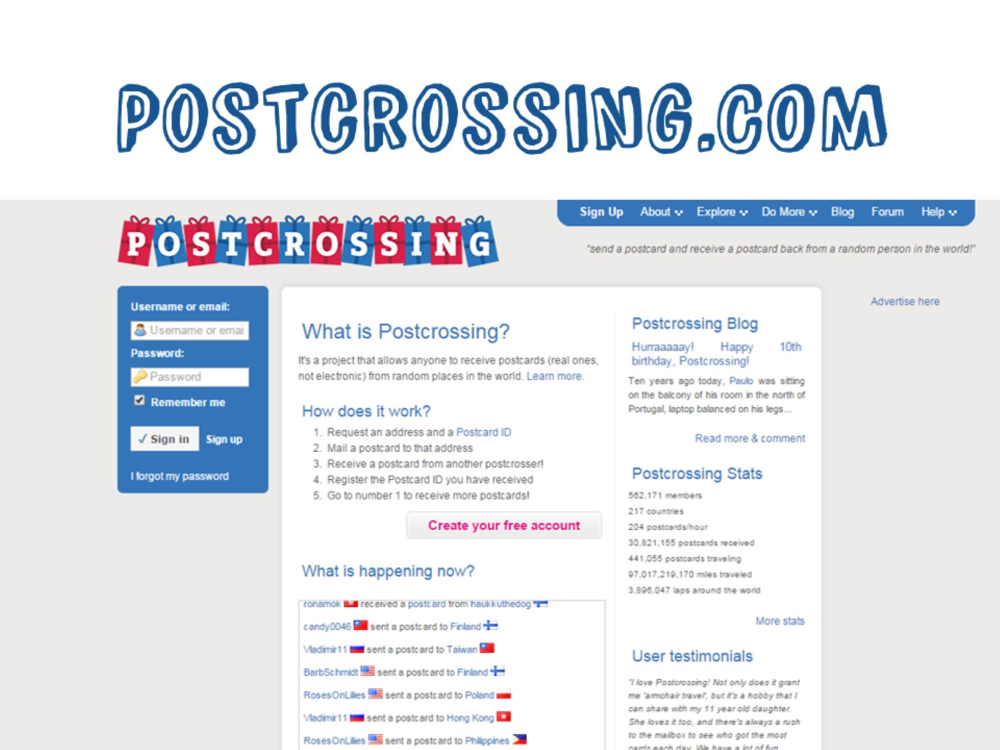 POSTCROSSING.COM
Sign Up About Explore Do More Blog Forum Help
POSTCROSSING
"send a postcard and receive a postcard back from a random person in the world!"
Username or email:
Username or emai
Password:
Password
Remember me
Sign in Sign up
I forgot my password
What is Postcrossing?
It's a project that allows anyone to receive postcards (real ones,
not electronic) from random places in the world. Learn more.
How does it work?
1. Request an address and a Postcard ID
2. Mail a postcard to that address
3. Receive a postcard from another postcrosser!
4. Register the Postcard ID you have received
5. Go to number 1 to receive more postcards!
Create your free account
What is happening now?
ronamok received a postcard from haukkuthedog
candy0046 sent a postcard to Finland
Vladimir11 sent a postcard to Taiwan
BarbSchmidt sent a postcard to Finland
RosesOnLilies sent a postcard to Poland
Vladimir11 sent a postcard to Hong Kong
RosesOnLilies sent a postcard to Philippines
Postcrossing Blog
Hurraaaaay! Happy 10th
birthday, Postcrossing!
Ten years ago today, Paulo was sitting
on the balcony of his room in the north of
Portugal, laptop balanced on his legs...
Read more & comment
Postcrossing Stats
562,171 members
217 countries
204 postcards/hour
30,821,155 postcards received
441,055 postcards traveling
97,017,219,170 miles traveled
3,896,047 laps around the world
More stats
User testimonials
"I love Postcrossing! Not only does it grant
me 'armchair travel', but it's a hobby that I
can share with my 11 year old daughter.
She loves it too, and there's always a rush
to the mailbox to see who got the most
cards each day. We have a lot of fun
Advertise here